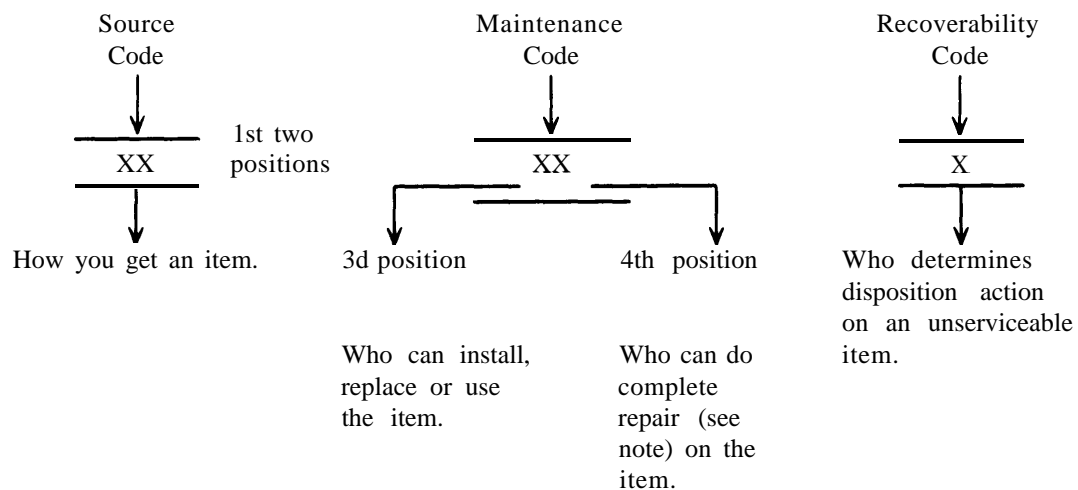 Source
Code
XX
1st two
positions
How you get an item.
Maintenance
Code
XX
3d position
Who can install,
replace or use
the item.
4th position
Who can do
complete
repair (see
note) on the
item.
Recoverability
Code
X
Who determines
disposition action
on an unserviceable
item.